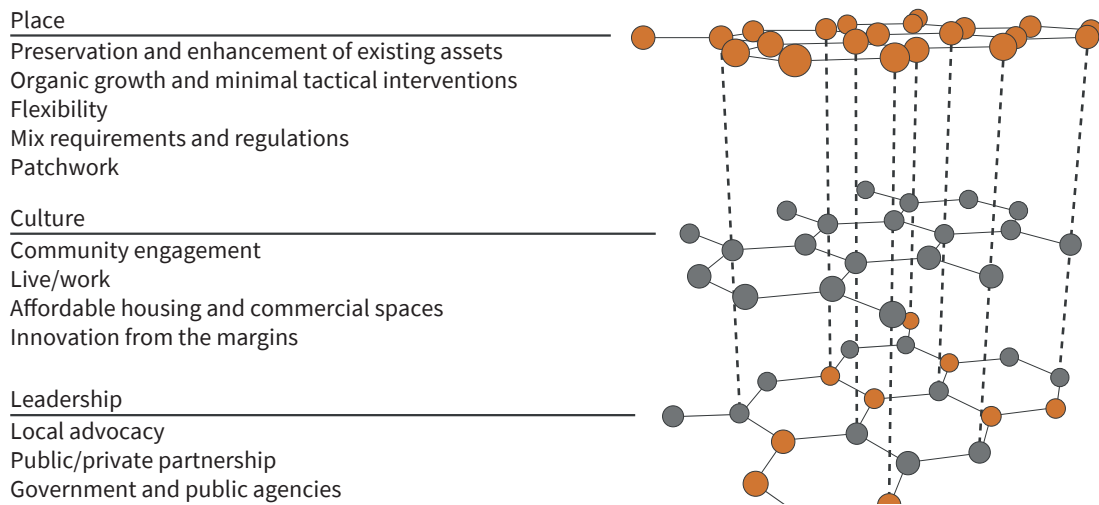 Place
Preservation and enhancement of existing assets
Organic growth and minimal tactical interventions
Flexibility
Mix requirements and regulations
Patchwork
Culture
Community engagement
Live/work
Affordable housing and commercial spaces
Innovation from the margins
Leadership
Local advocacy
Public/private partnership
Government and public agencies